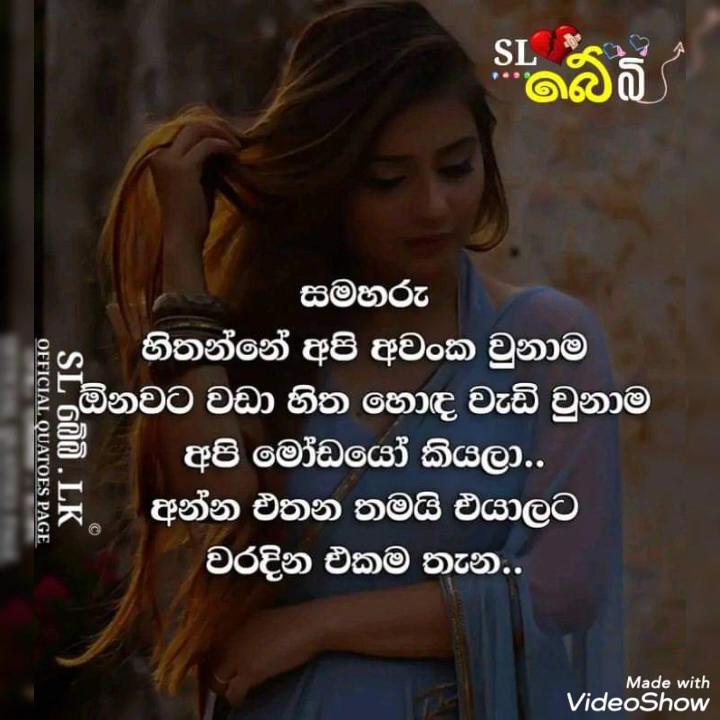 SL
බේබි
සමහරු
හිතන්නේ අපි අවංක වුනාම
ඕනවට වඩා හිත හොඳ වැඩි වුනාම
අපි මෝඩයෝ කියලා..
අන්න එතන තමයි එයාලට
වරදින එකම තැන..
SL බේබි . LK ©
OFFICIAL QUATOES PAGE
Made with
VideoShow